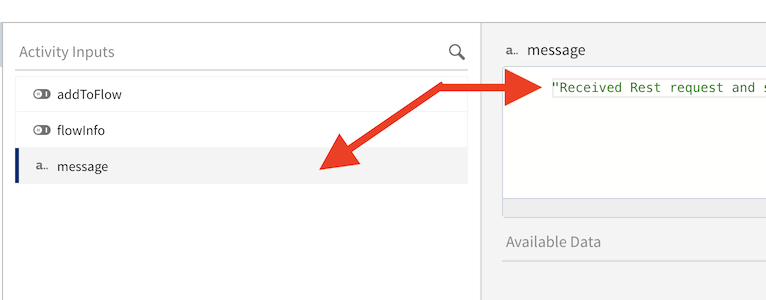 Activity Inputs
addToFlow
flowInfo
a.. message
a.. message
"Received Rest request and s
Available Data